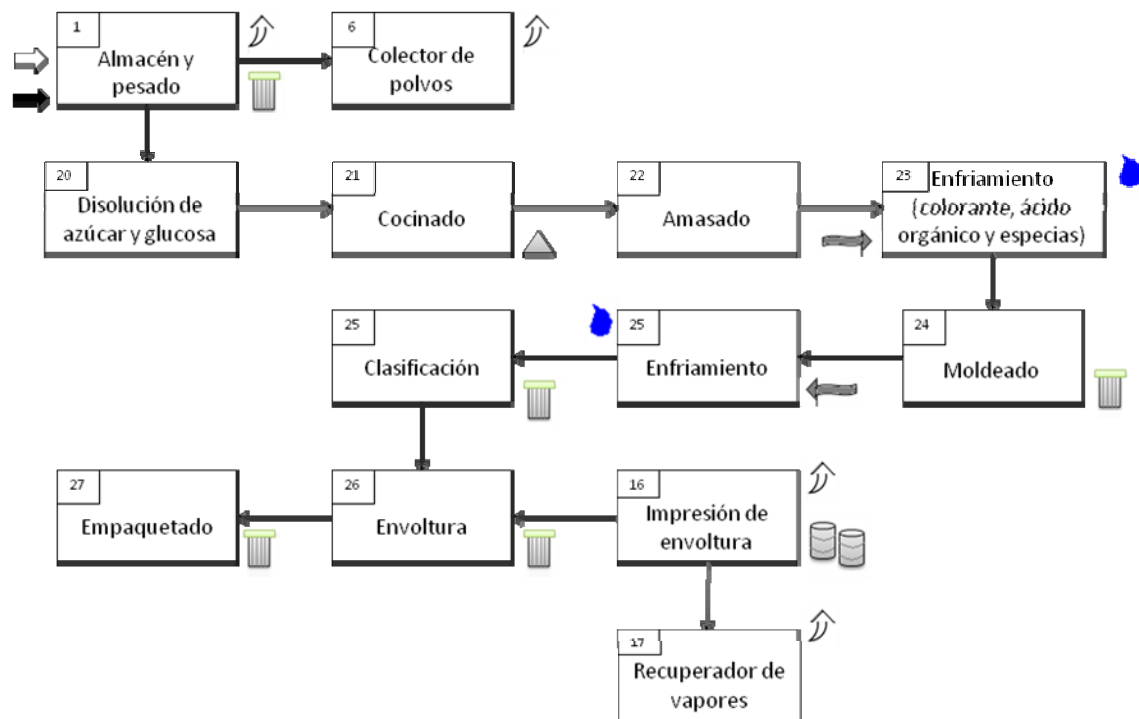 1
Almacén y
pesado
6
Colector de
polvos
20
Disolución de
azúcar y glucosa
21
Cocinado
22
Amasado
23
Enfriamiento
(colorante, ácido
orgánico y especias)
25
Clasificación
25
Enfriamiento
24
Moldeado
27
Empaquetado
26
Envoltura
16
Impresión de
envoltura
17
Recuperador de
vapores